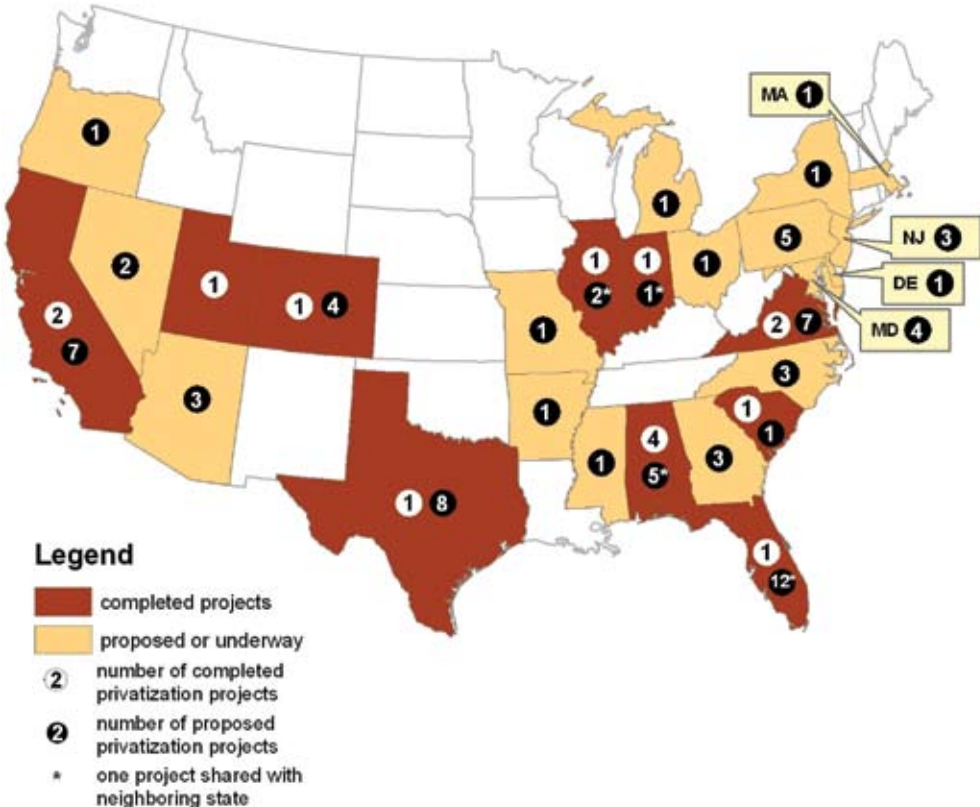 MA 1
1
1
1
1
5
NJ 3
2
1
1
1
1
DE 1
1
4
2*
1*
2
7
MD 4
2
7
1
3
3
1
1
1
4
1
3
1
5*
1
8
1
12*
Legend
completed projects
proposed or underway
2 number of completed
privatization projects
2 number of proposed
privatization projects
* one project shared with
neighboring state